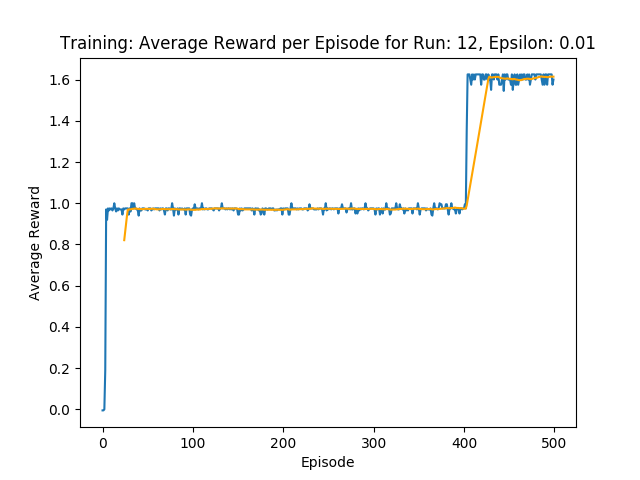 Training: Average Reward per Episode for Run: 12, Epsilon: 0.01
Average Reward
1.6
1.4
1.2
1.0
0.8
0.6
0.4
0.2
0.0
0 100 200 300 400 500
Episode